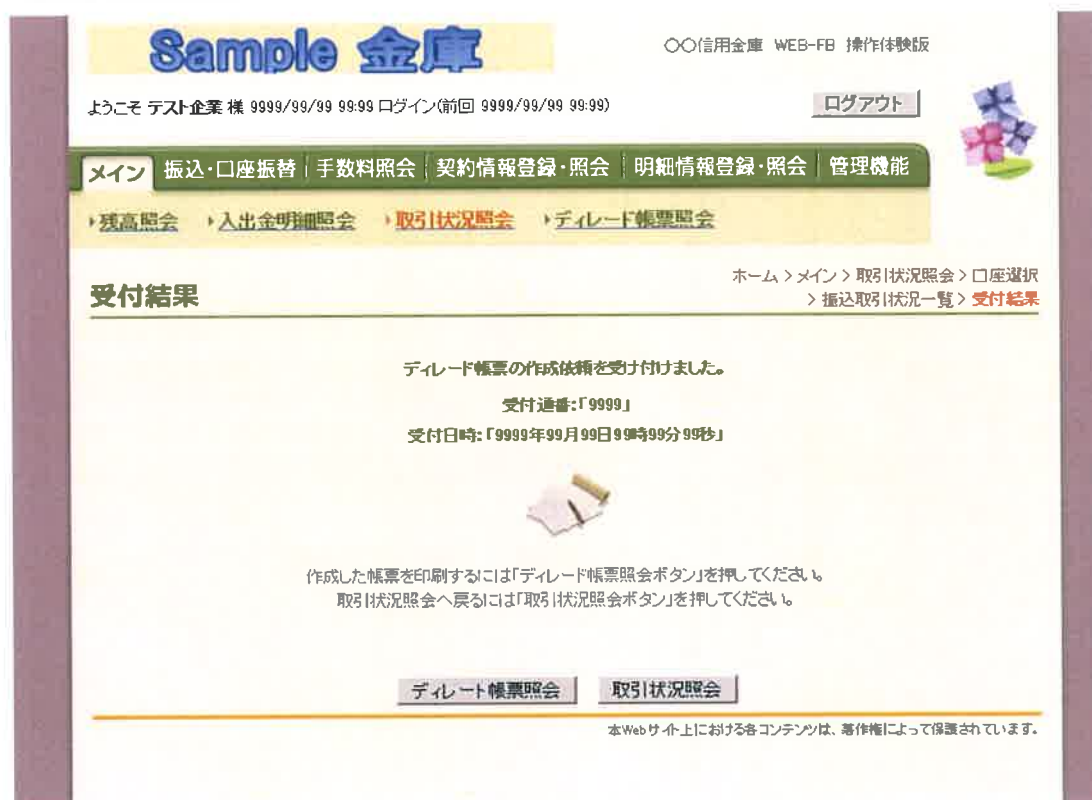 Sample 金庫
○○信用金庫 WEB-FB 操作体験版
ようこそ テスト企業 様 9999/99/99 99:99 ログイン(前回 9999/99/99 99:99)
ログアウト
メイン 振込・口座振替 手数料照会 契約情報登録・照会 明細情報登録・照会 管理機能
残高照会 入出金明細照会 取引状況照会 ディレード帳票照会
受付結果
ホーム > メイン > 取引状況照会 > 口座選択
> 振込取引状況一覧 > 受付結果
ディレード帳票の作成依頼を受け付けました。
受付通番:「9999」
受付日時:「9999年99月99日99時99分99秒」
作成した帳票を印刷するには「ディレード帳票照会ボタン」を押してください。
取引状況照会へ戻るには「取引状況照会ボタン」を押してください。
ディレード帳票照会 取引状況照会
本Webサイト上における各コンテンツは、著作権によって保護されています。